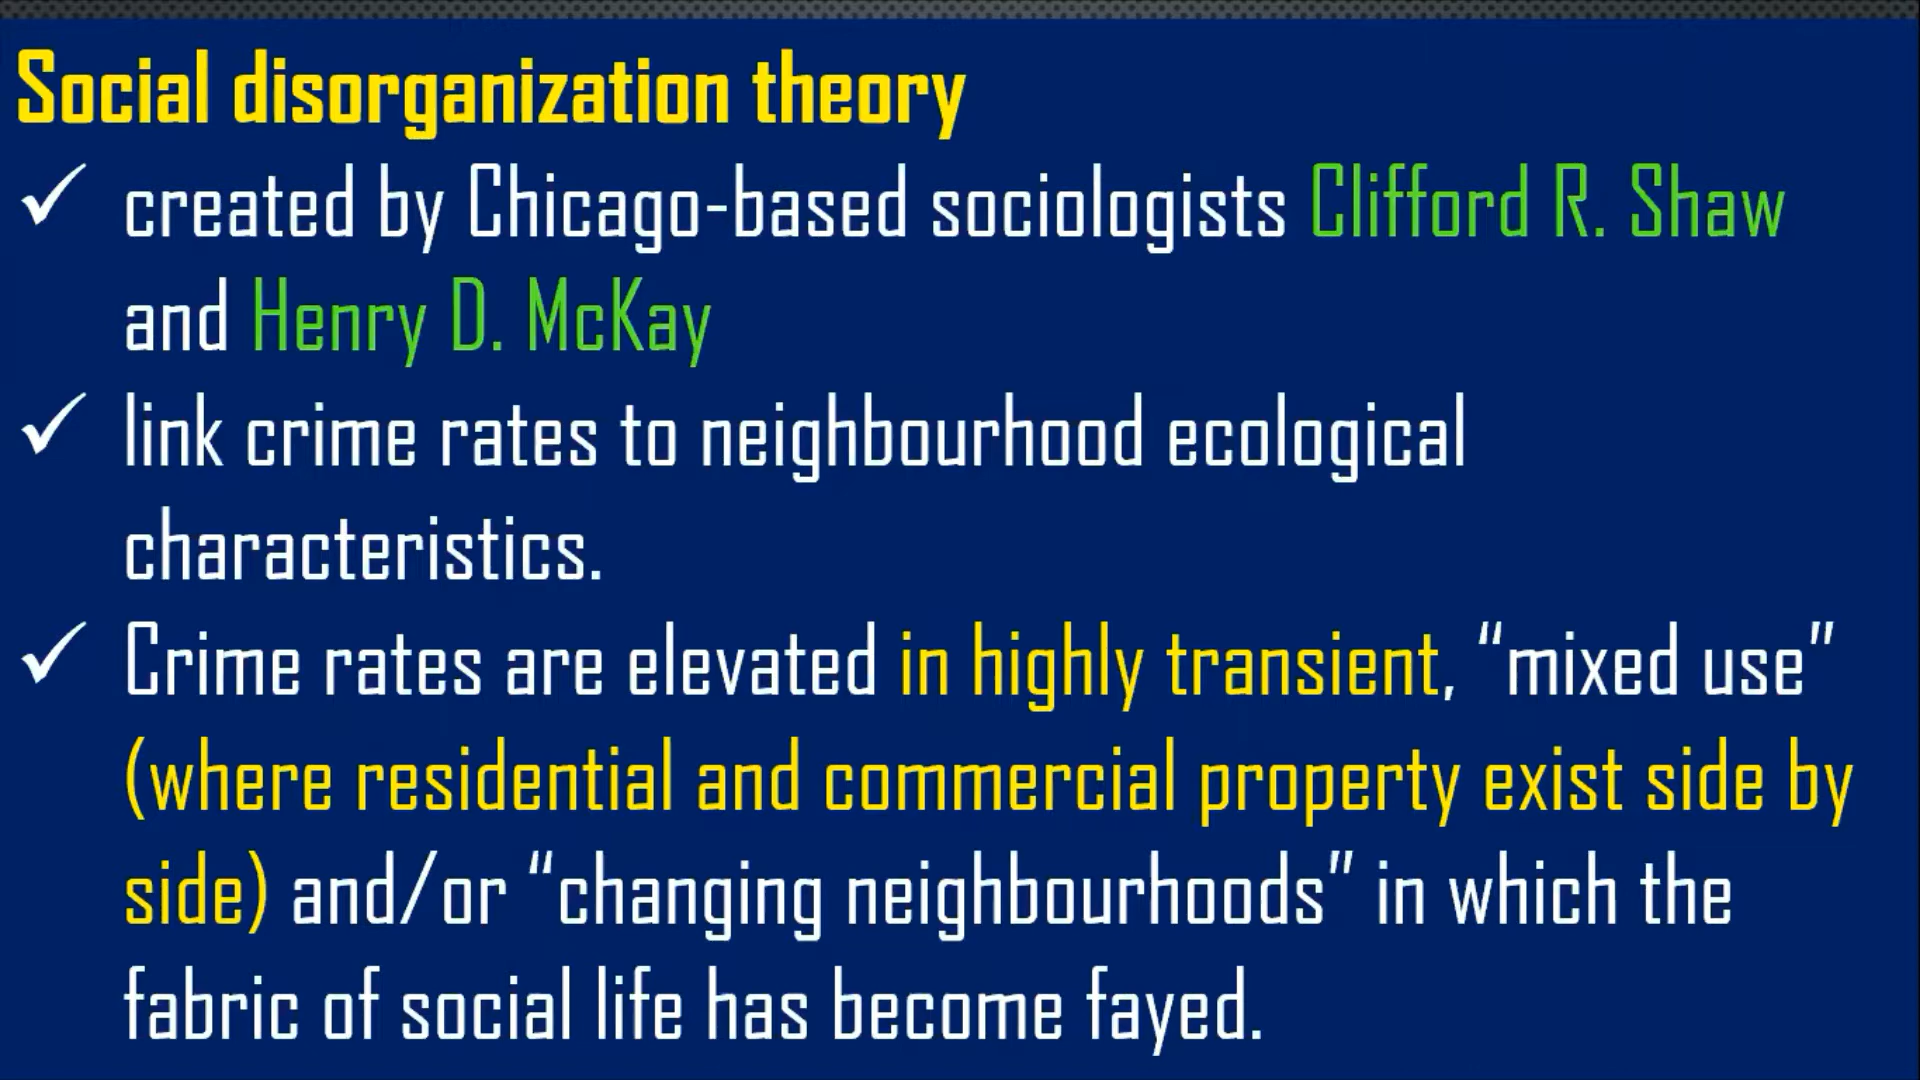 Social disorganization theory
✓ created by Chicago-based sociologists Clifford R. Shaw
and Henry D. McKay
✓ link crime rates to neighbourhood ecological
characteristics.
✓ Crime rates are elevated in highly transient, “mixed use”
(where residential and commercial property exist side by
side) and/or “changing neighbourhoods” in which the
fabric of social life has become fayed.